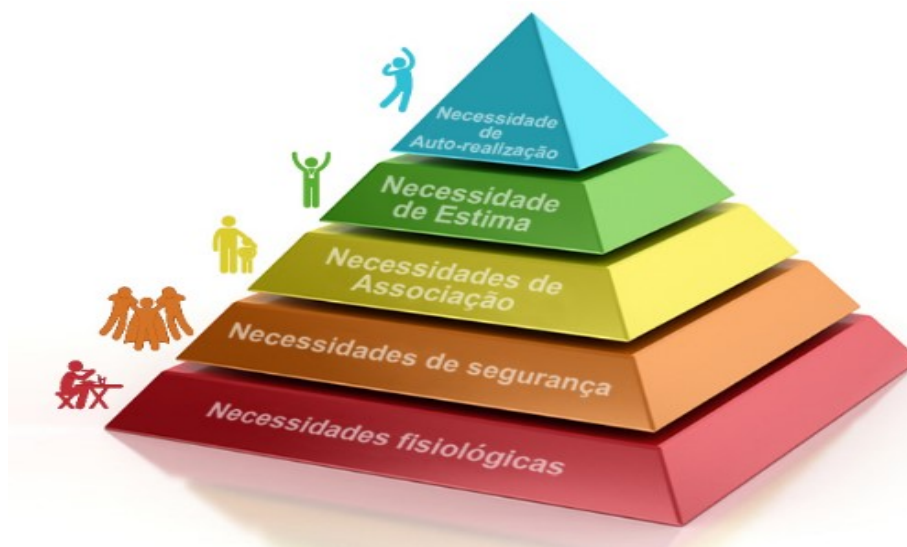 Necessidade
de
Auto-realização
Necessidade
de Estima
Necessidades de
Associação
Necessidades de segurança
Necessidades fisiológicas